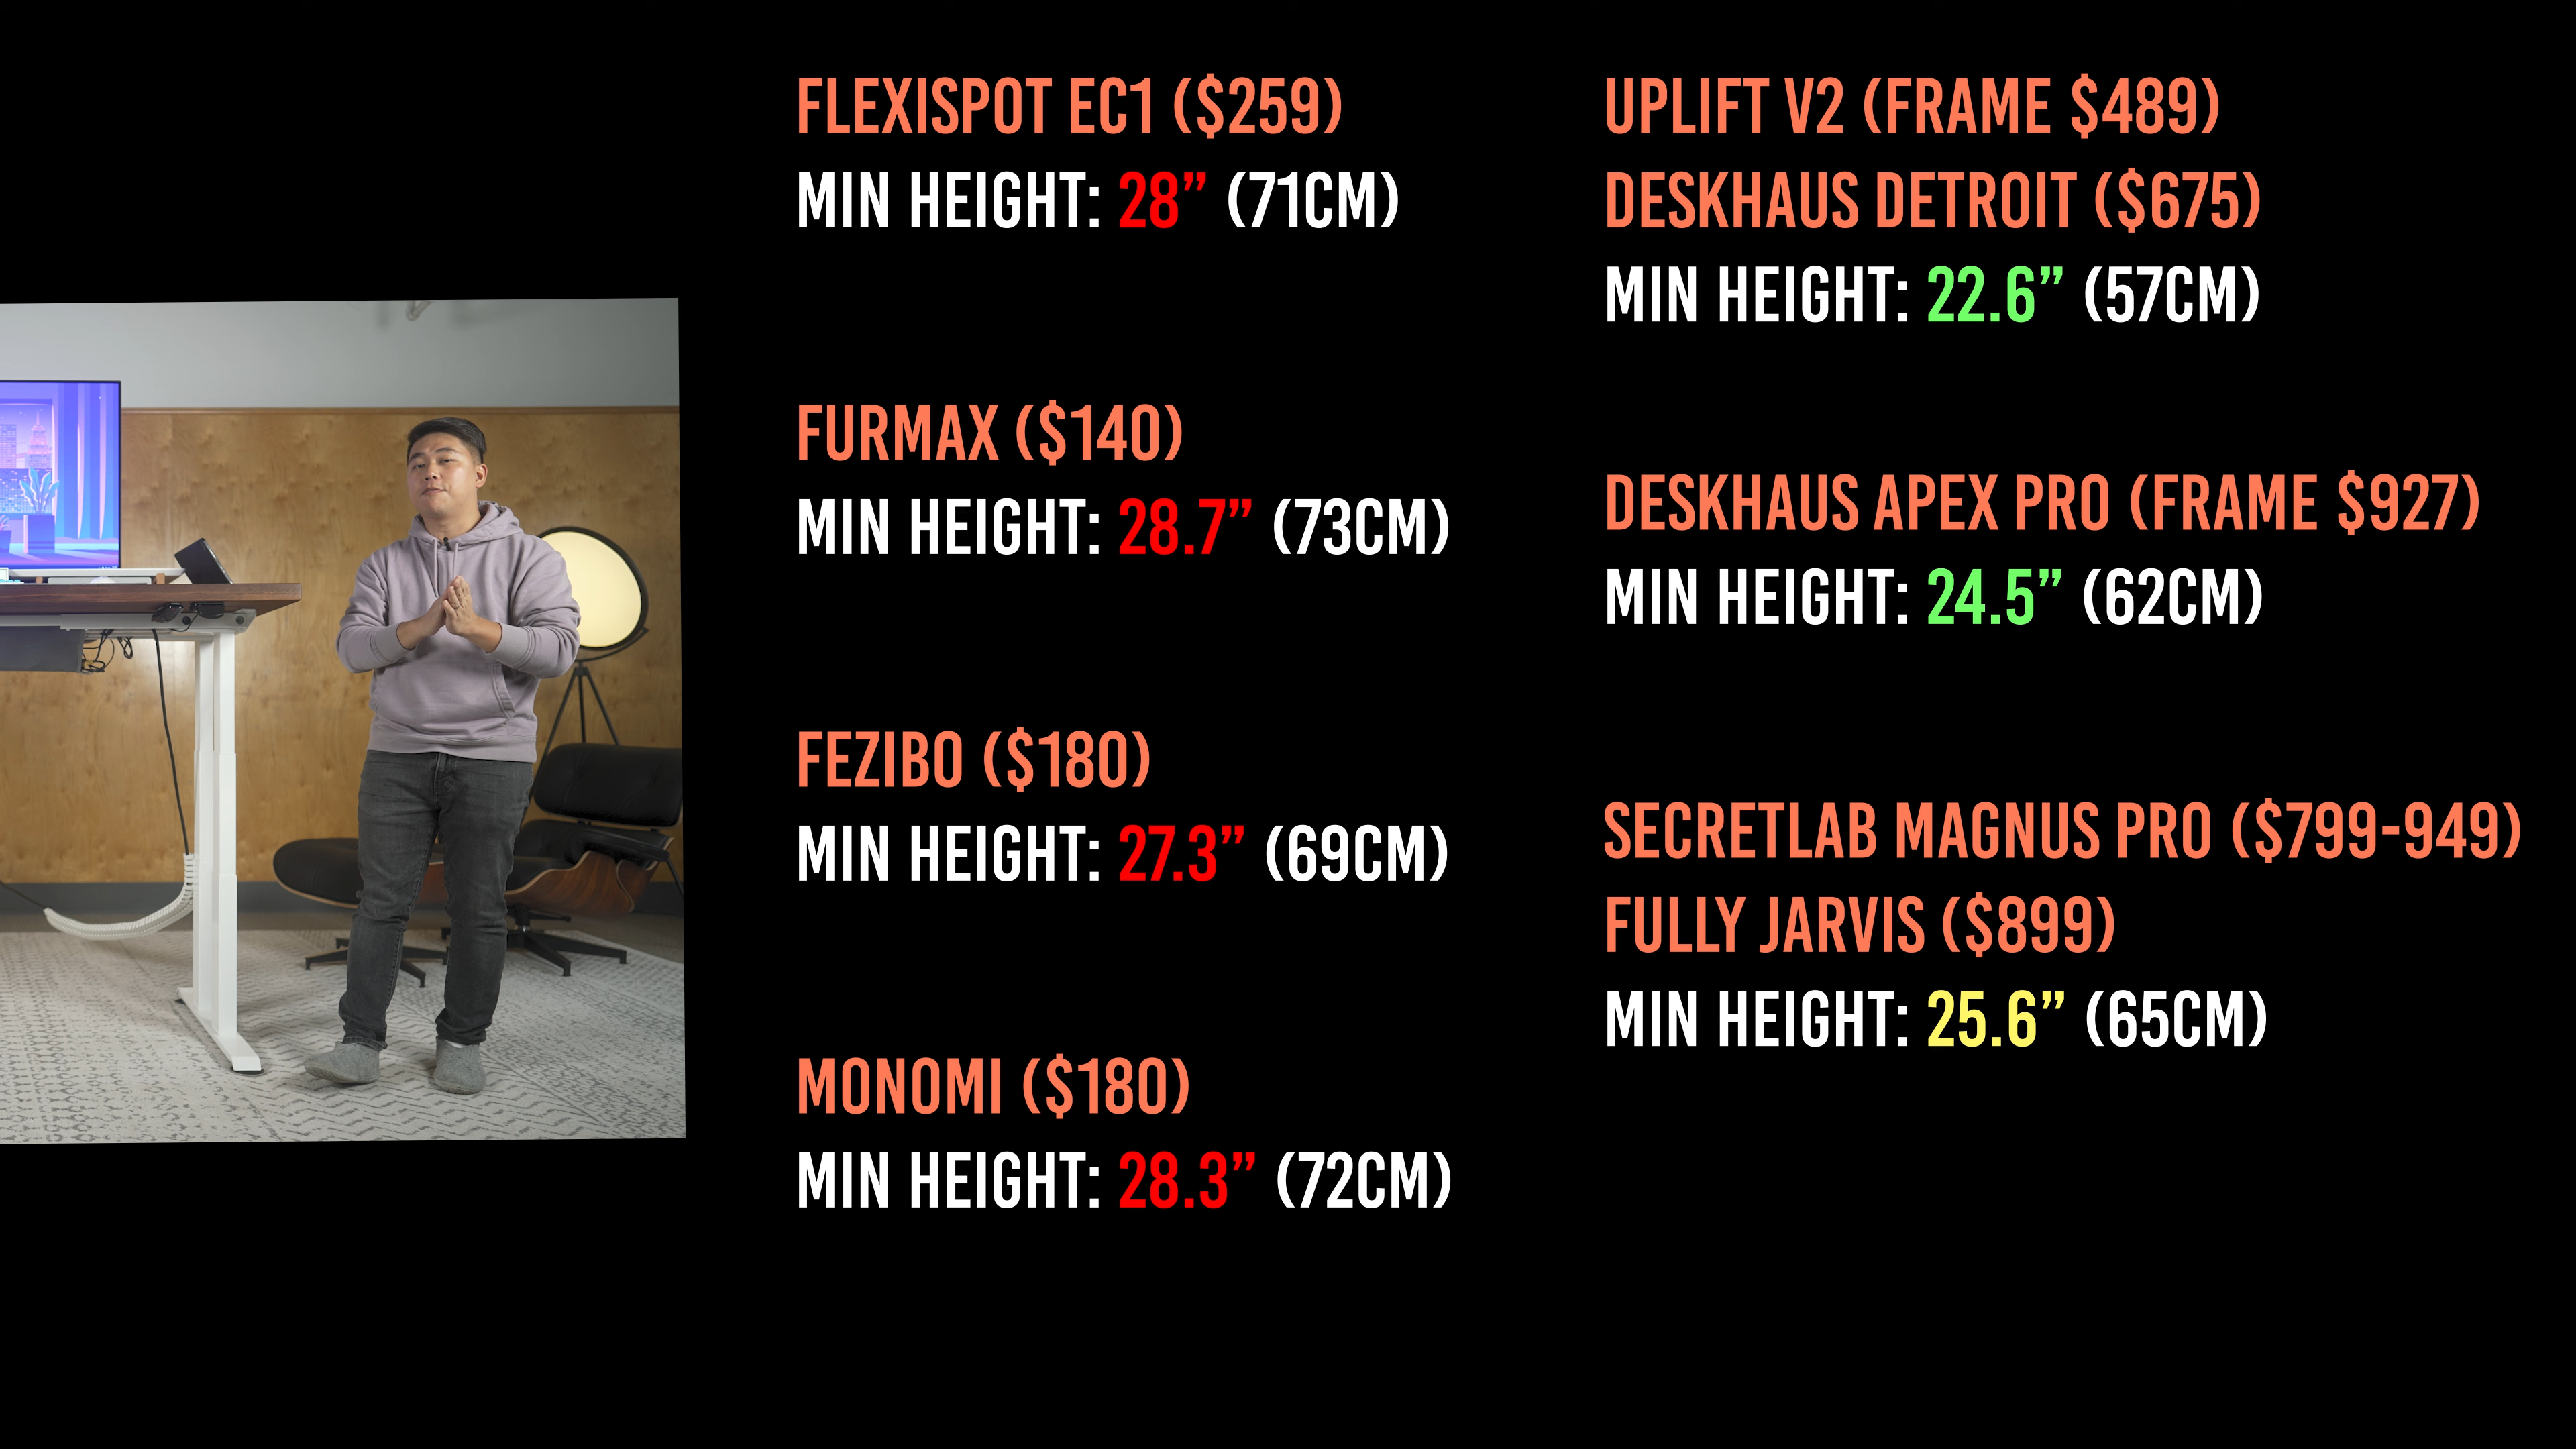 FLEXISPOT EC1 ($259)
MIN HEIGHT: 28” (71CM)
FURMAX ($140)
MIN HEIGHT: 28.7” (73CM)
FEZIBO ($180)
MIN HEIGHT: 27.3” (69CM)
MONOMI ($180)
MIN HEIGHT: 28.3” (72CM)
UPLIFT V2 (FRAME $489)
DESKHAUS DETROIT ($675)
MIN HEIGHT: 22.6” (57CM)
DESKHAUS APEX PRO (FRAME $927)
MIN HEIGHT: 24.5” (62CM)
SECRETLAB MAGNUS PRO ($799-949)
FULLY JARVIS ($899)
MIN HEIGHT: 25.6” (65CM)